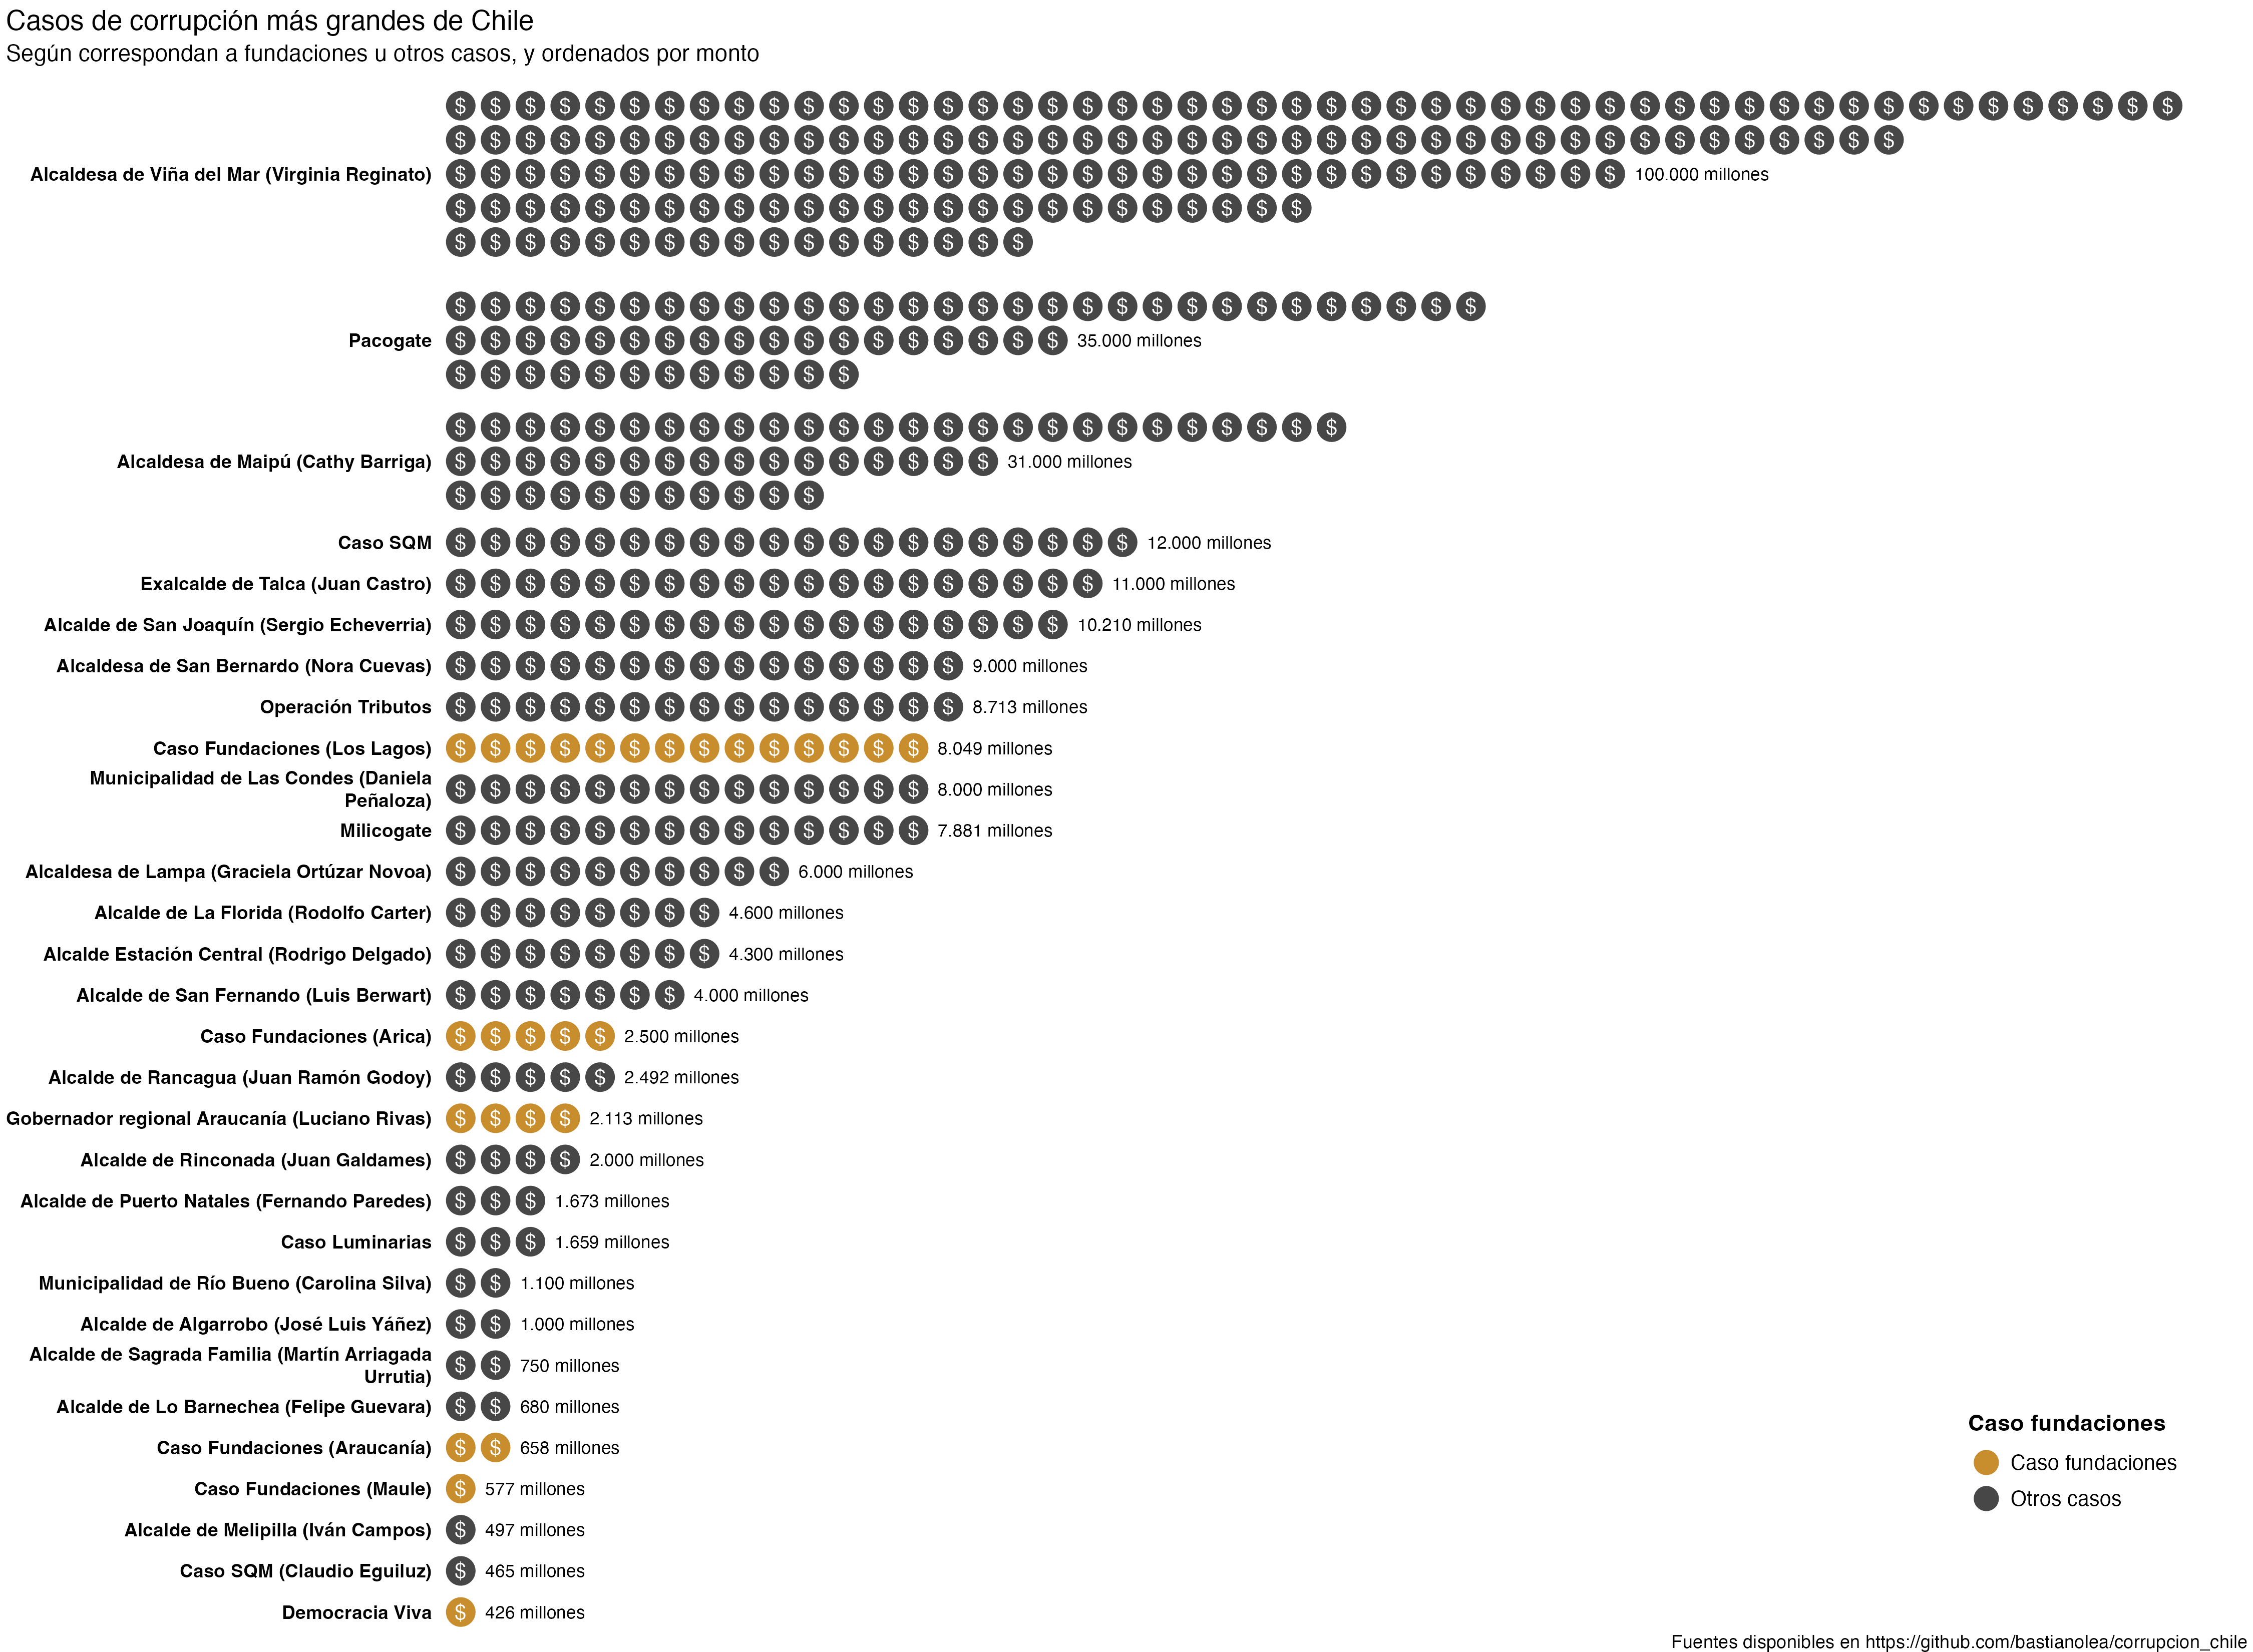 Casos de corrupción más grandes de Chile
Según correspondan a fundaciones u otros casos, y ordenados por monto
Alcaldesa de Viña del Mar (Virginia Reginato) 100.000 millones
Pacogate 35.000 millones
Alcaldesa de Maipú (Cathy Barriga) 31.000 millones
Caso SQM 12.000 millones
Exalcalde de Talca (Juan Castro) 11.000 millones
Alcalde de San Joaquín (Sergio Echeverria) 10.210 millones
Alcaldesa de San Bernardo (Nora Cuevas) 9.000 millones
Operación Tributos 8.713 millones
Caso Fundaciones (Los Lagos) 8.049 millones
Municipalidad de Las Condes (Daniela
Peñaloza) 8.000 millones
Milicogate 7.881 millones
Alcaldesa de Lampa (Graciela Ortúzar Novoa) 6.000 millones
Alcalde de La Florida (Rodolfo Carter) 4.600 millones
Alcalde Estación Central (Rodrigo Delgado) 4.300 millones
Alcalde de San Fernando (Luis Berwart) 4.000 millones
Caso Fundaciones (Arica) 2.500 millones
Alcalde de Rancagua (Juan Ramón Godoy) 2.492 millones
Gobernador regional Araucanía (Luciano Rivas) 2.113 millones
Alcalde de Rinconada (Juan Galdames) 2.000 millones
Alcalde de Puerto Natales (Fernando Paredes) 1.673 millones
Caso Luminarias 1.659 millones
Municipalidad de Río Bueno (Carolina Silva) 1.100 millones
Alcalde de Algarrobo (José Luis Yáñez) 1.000 millones
Alcalde de Sagrada Familia (Martín Arriagada
Urrutia) 750 millones
Alcalde de Lo Barnechea (Felipe Guevara) 680 millones
Caso Fundaciones (Araucanía) 658 millones
Caso Fundaciones (Maule) 577 millones
Alcalde de Melipilla (Iván Campos) 497 millones
Caso SQM (Claudio Eguiluz) 465 millones
Democracia Viva 426 millones
Caso fundaciones
Caso fundaciones
Otros casos
Fuentes disponibles en https://github.com/bastianolea/corrupcion_chile